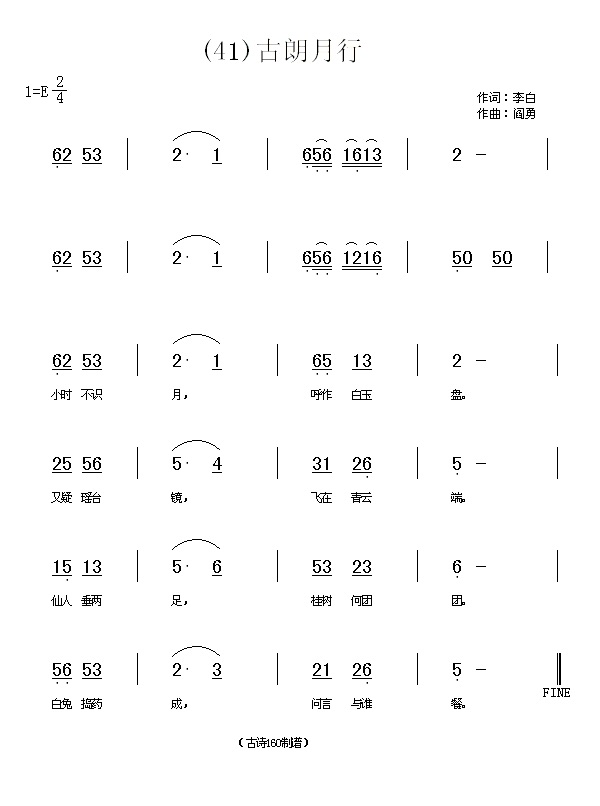 (41)古朗月行
1=E 2/4
作词：李白
作曲：阎勇
62 53 | 2· 1 | 656 1613 | 2 － |
62 53 | 2· 1 | 656 1216 | 50 50 |
62 53 | 2· 1 | 65 13 | 2 － |
小时 不识 月， 呼作 白玉 盘。
25 56 | 5· 4 | 31 26 | 5 － |
又疑 瑶台 镜， 飞在 青云 端。
15 13 | 5· 6 | 53 23 | 6 － |
仙人 垂两 足， 桂树 何团 团。
56 53 | 2· 3 | 21 26 | 5 － ‖
白兔 捣药 成， 问言 与谁 餐。
FINE
（古诗160制谱）